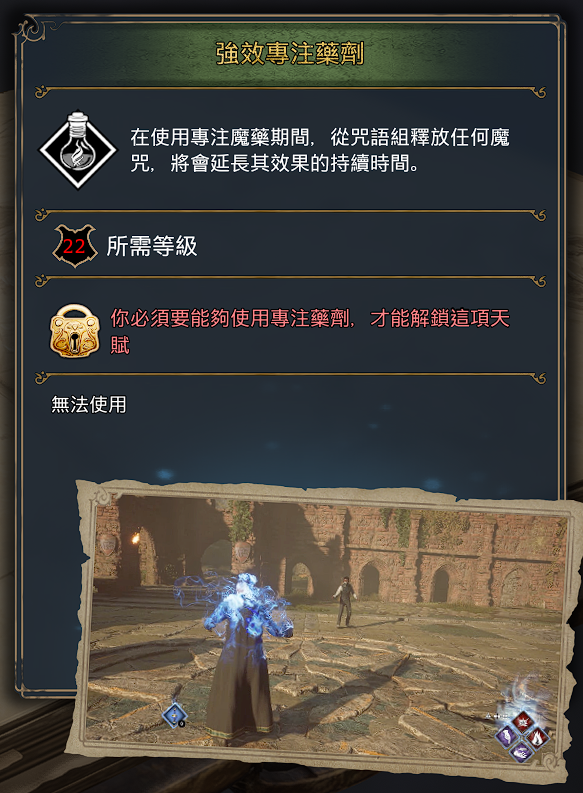 強效專注藥劑
在使用專注魔藥期間，從咒語組釋放任何魔
咒，將會延長其效果的持續時間。
22 所需等級
你必須要能夠使用專注藥劑，才能解鎖這項天
賦
無法使用
0